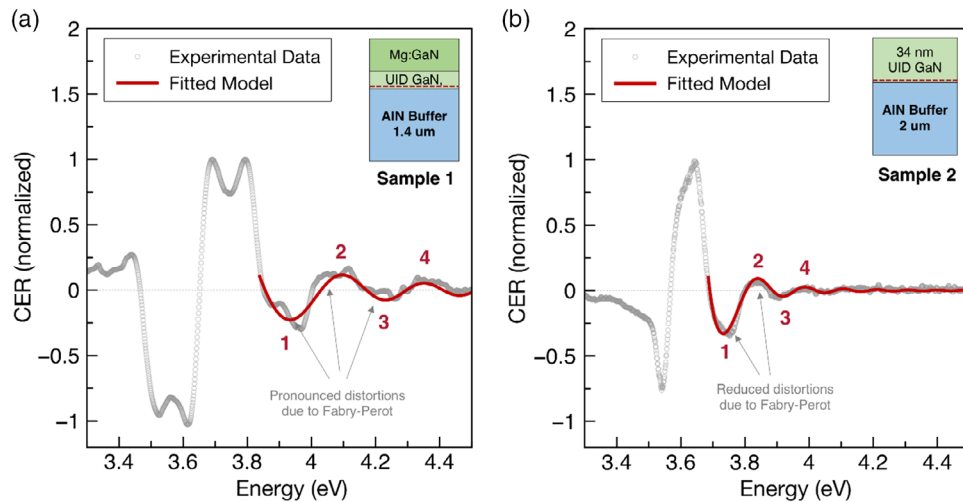 (a)
CER (normalized)
2
1.5
1
0.5
0
−0.5
−1
Experimental Data
Fitted Model
Mg:GaN
UID GaN
AlN Buffer
1.4 um
Sample 1
1
2
3
4
Pronounced distortions
due to Fabry-Perot
3.4 3.6 3.8 4 4.2 4.4
Energy (eV)
(b)
CER (normalized)
2
1.5
1
0.5
0
−0.5
−1
Experimental Data
Fitted Model
34 nm
UID GaN
AlN Buffer
2 um
Sample 2
1
2
3
4
Reduced distortions
due to Fabry-Perot
3.4 3.6 3.8 4 4.2 4.4
Energy (eV)